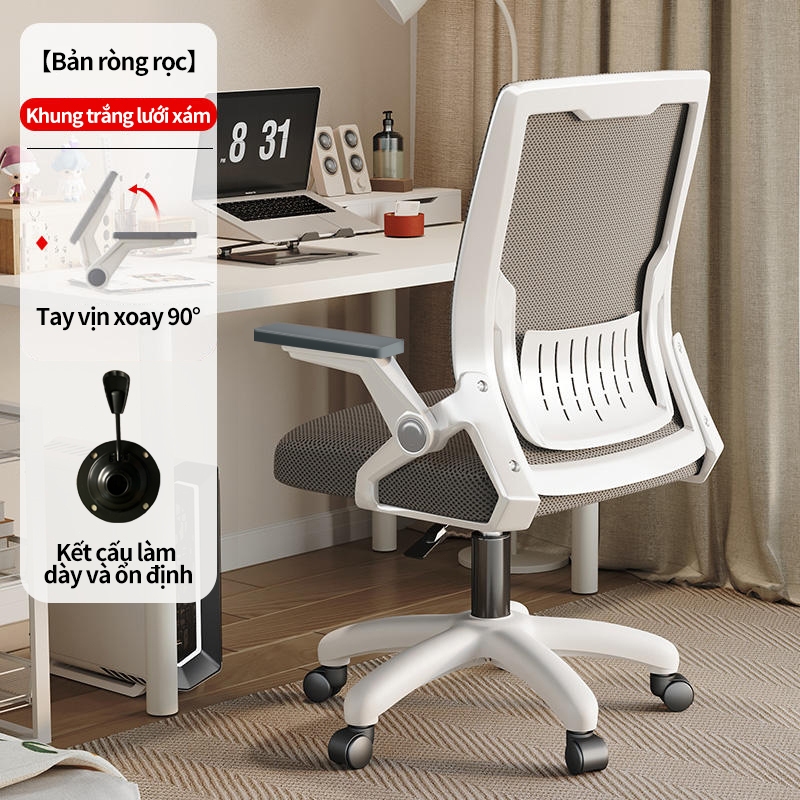 【Bản ròng rọc】
Khung trắng lưới xám
Tay vịn xoay 90°
Kết cấu làm
dày và ổn định
P.M.
8 31